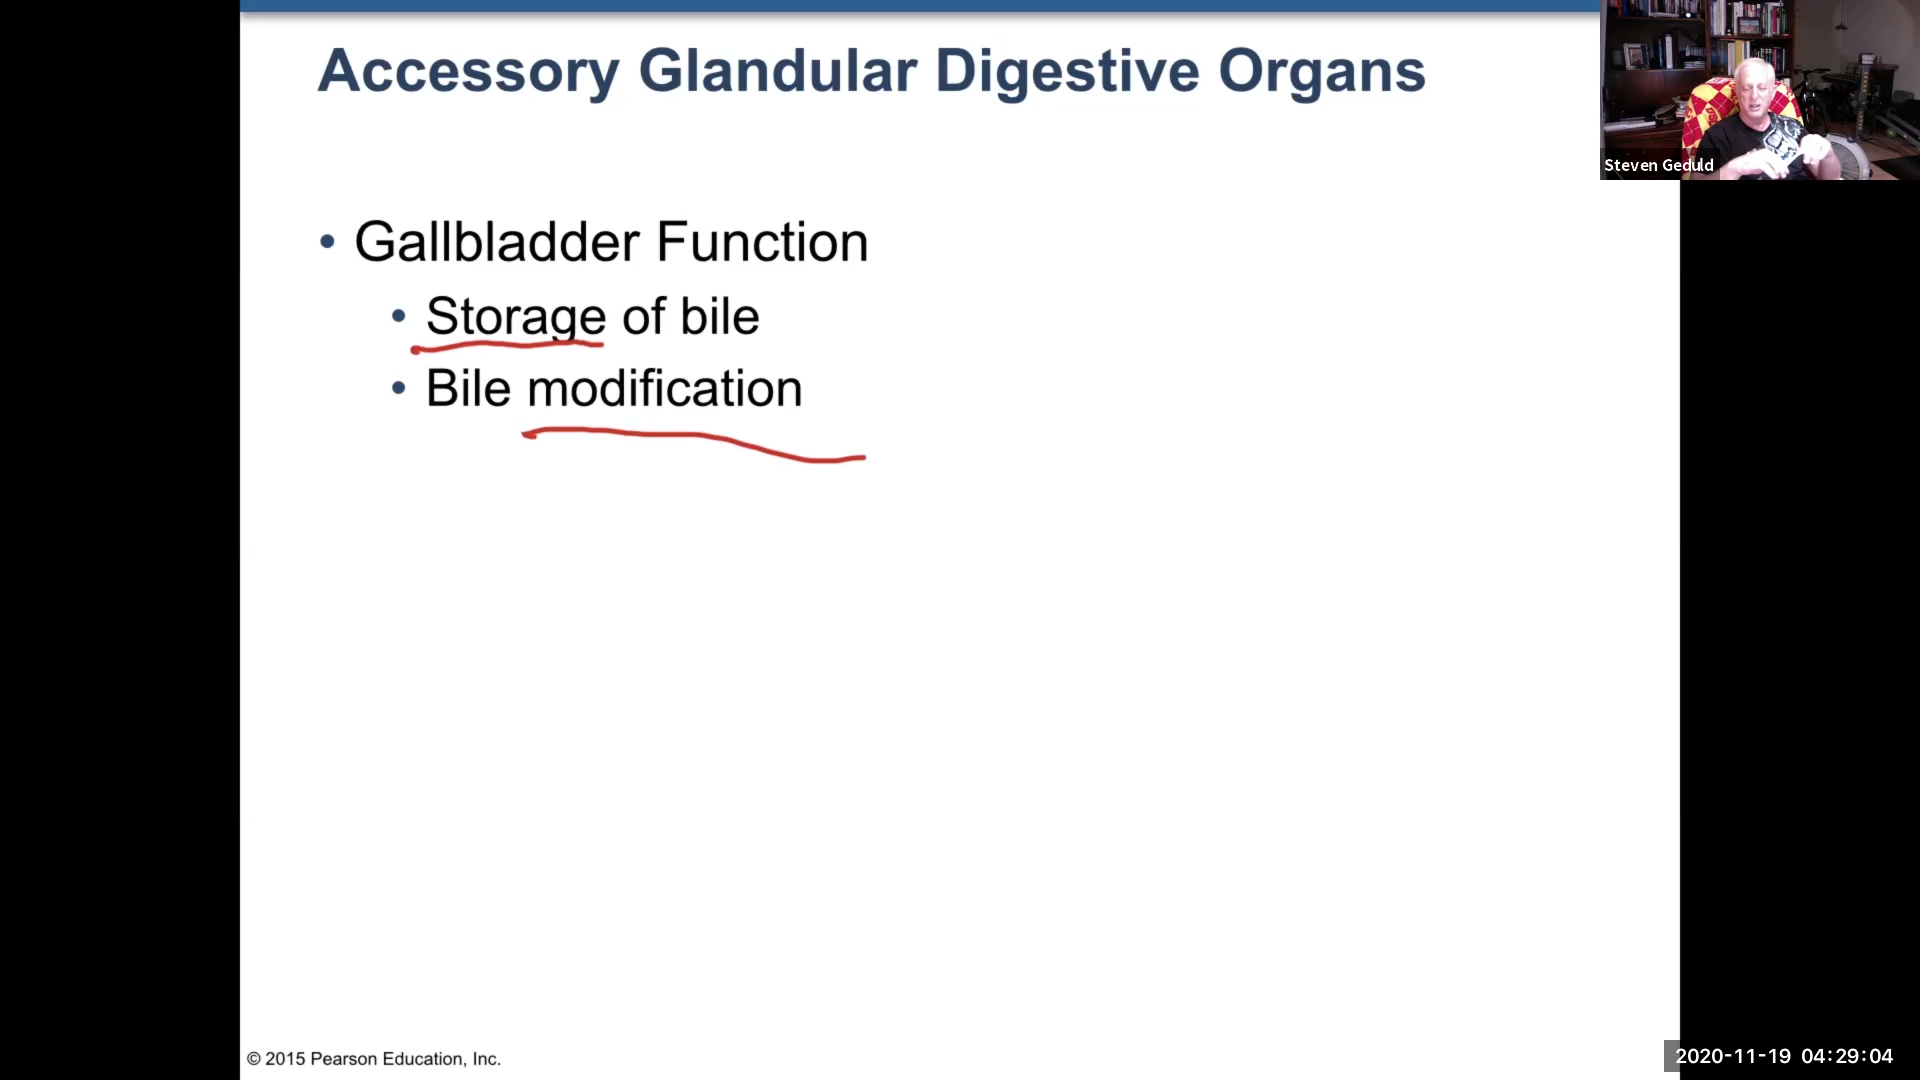 Accessory Glandular Digestive Organs
Steven Geduld
• Gallbladder Function
• Storage of bile
• Bile modification
© 2015 Pearson Education, Inc.
2020-11-19 04:29:04